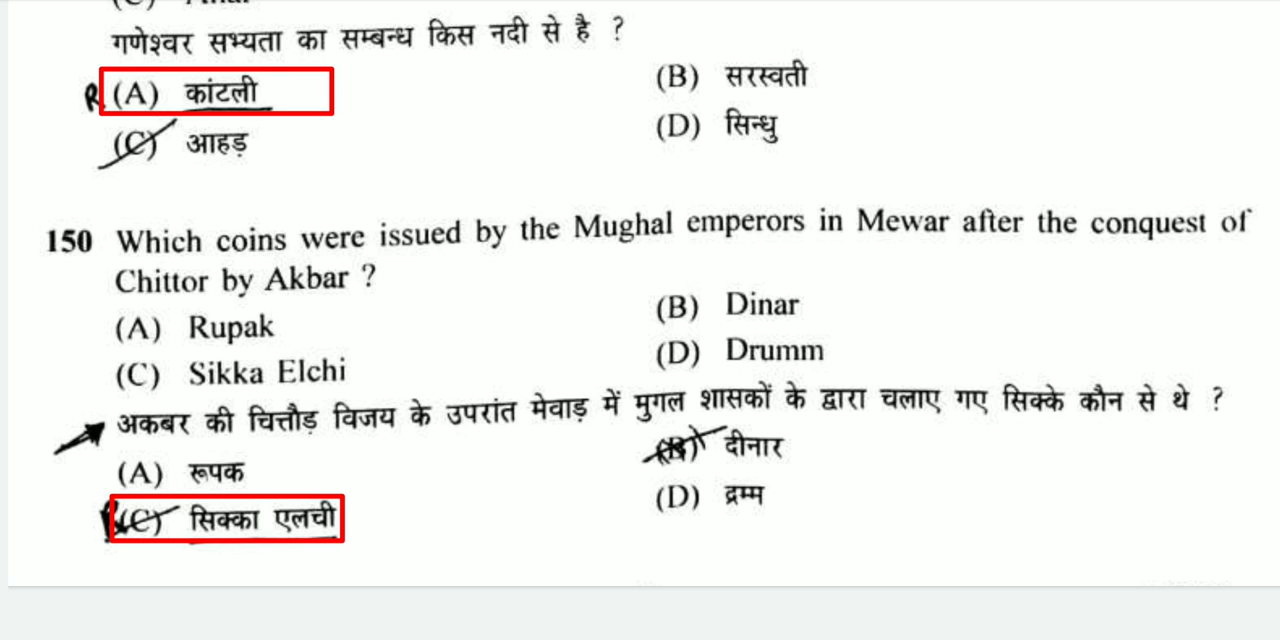 गणेश्वर सभ्यता का सम्बन्ध किस नदी से है ?
(A) कांटली (B) सरस्वती
(C) आहड़ (D) सिन्धु
150 Which coins were issued by the Mughal emperors in Mewar after the conquest of
Chittor by Akbar ?
(A) Rupak (B) Dinar
(C) Sikka Elchi (D) Drumm
अकबर की चित्तौड़ विजय के उपरांत मेवाड़ में मुगल शासकों के द्वारा चलाए गए सिक्के कौन से थे ?
(A) रूपक (B) दीनार
(C) सिक्का एलची (D) द्रम्म